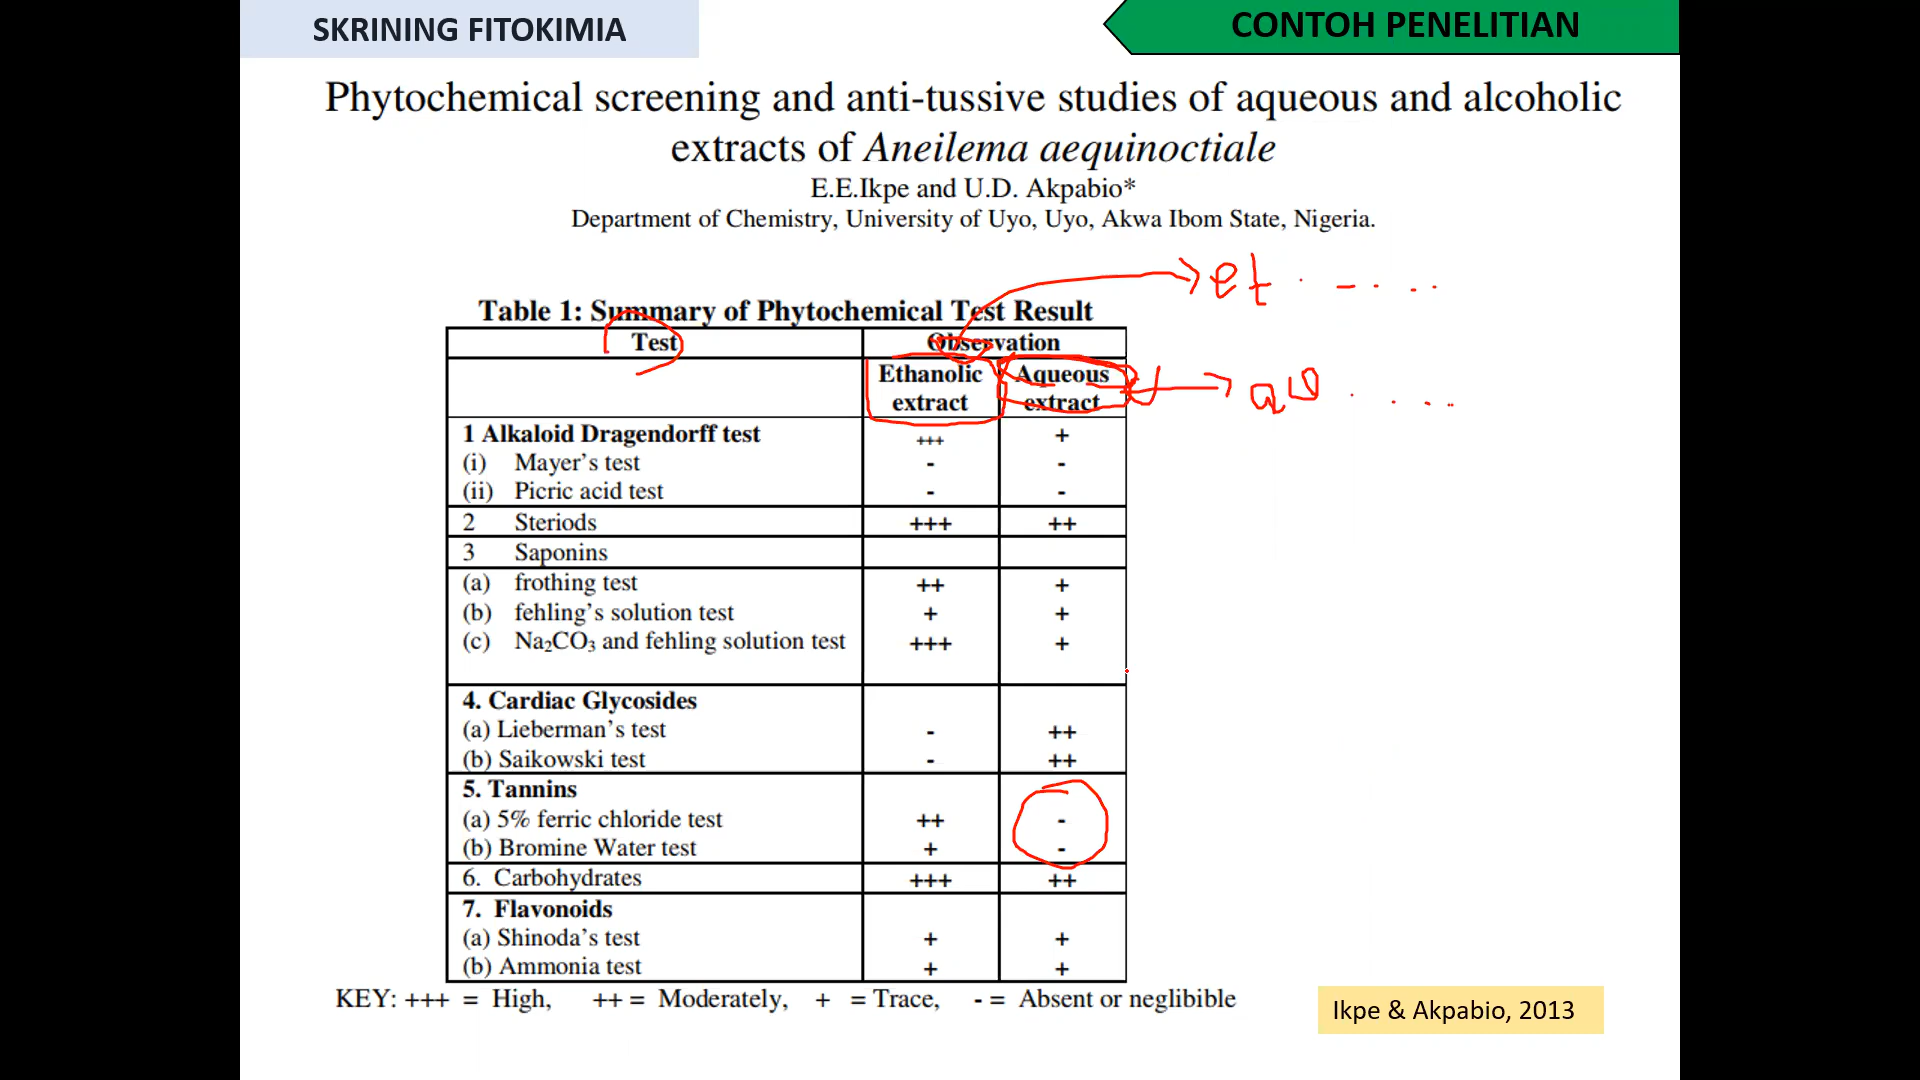 SKRINING FITOKIMIA
CONTOH PENELITIAN
Phytochemical screening and anti-tussive studies of aqueous and alcoholic
extracts of Aneilema aequinoctiale
E.E.Ikpe and U.D. Akpabio*
Department of Chemistry, University of Uyo, Uyo, Akwa Ibom State, Nigeria.
et . - . . .
Table 1: Summary of Phytochemical Test Result
Test Observation
Ethanolic extract Aqueous extract
aq . . . .
1 Alkaloid Dragendorff test +++ +
(i) Mayer's test - -
(ii) Picric acid test - -
2 Steriods +++ ++
3 Saponins
(a) frothing test ++ +
(b) fehling's solution test + +
(c) Na₂CO₃ and fehling solution test +++ +
4. Cardiac Glycosides
(a) Lieberman's test - ++
(b) Saikowski test - ++
5. Tannins
(a) 5% ferric chloride test ++ -
(b) Bromine Water test + -
6. Carbohydrates +++ ++
7. Flavonoids
(a) Shinoda's test + +
(b) Ammonia test + +
KEY: +++ = High, ++ = Moderately, + = Trace, - = Absent or neglibible
Ikpe & Akpabio, 2013